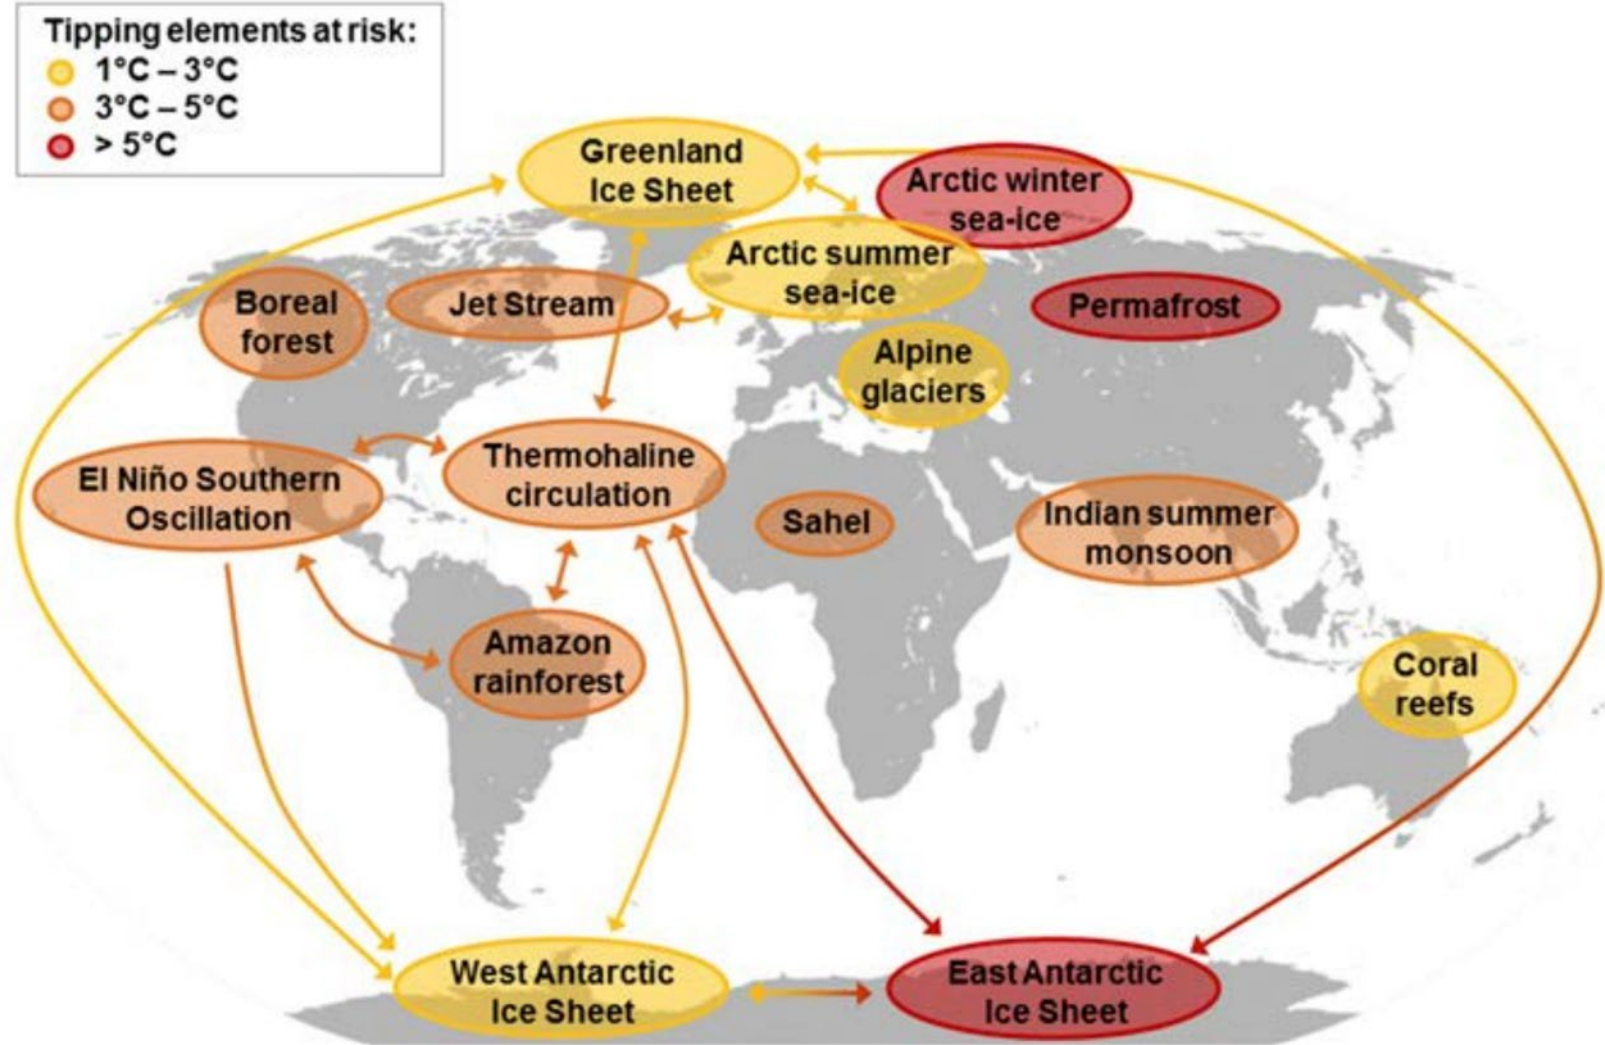 Tipping elements at risk:
1°C – 3°C
3°C – 5°C
> 5°C
Greenland
Ice Sheet
Arctic winter
sea-ice
Arctic summer
sea-ice
Boreal
forest
Jet Stream
Permafrost
Alpine
glaciers
El Niño Southern
Oscillation
Thermohaline
circulation
Sahel
Indian summer
monsoon
Amazon
rainforest
Coral
reefs
West Antarctic
Ice Sheet
East Antarctic
Ice Sheet